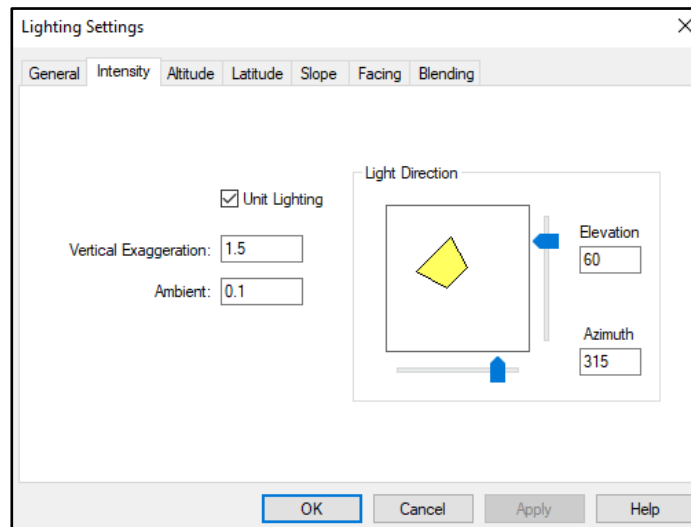 Lighting Settings
General Intensity Altitude Latitude Slope Facing Blending
Unit Lighting
Vertical Exaggeration: 1.5
Ambient: 0.1
Light Direction
Elevation
60
Azimuth
315
OK Cancel Apply Help